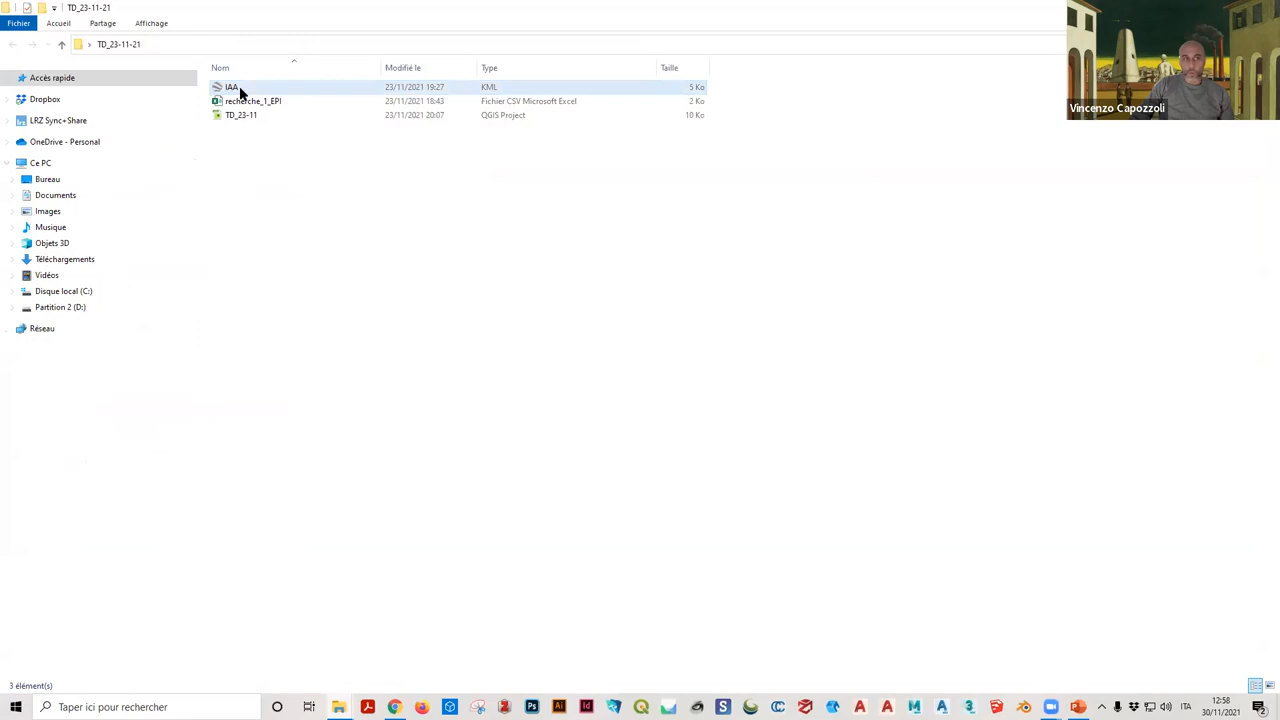 TD_23-11-21
Fichier Accueil Partage Affichage
TD_23-11-21
Nom Modifié le Type Taille
Accès rapide
IAA 23/11/2021 19:27 KML 5 Ko
Dropbox
recherche_1_EPI 23/11/2021 18:43 Fichier CSV Microsoft Excel 2 Ko
Vincenzo Capozzoli
TD_23-11 23/11/2021 20:07 QGIS Project 10 Ko
LRZ Sync+Share
OneDrive - Personal
Ce PC
Bureau
Documents
Images
Musique
Objets 3D
Téléchargements
Vidéos
Disque local (C:)
Partition 2 (D:)
Réseau
3 élément(s)
Taper ici pour rechercher
ITA
12:58
30/11/2021